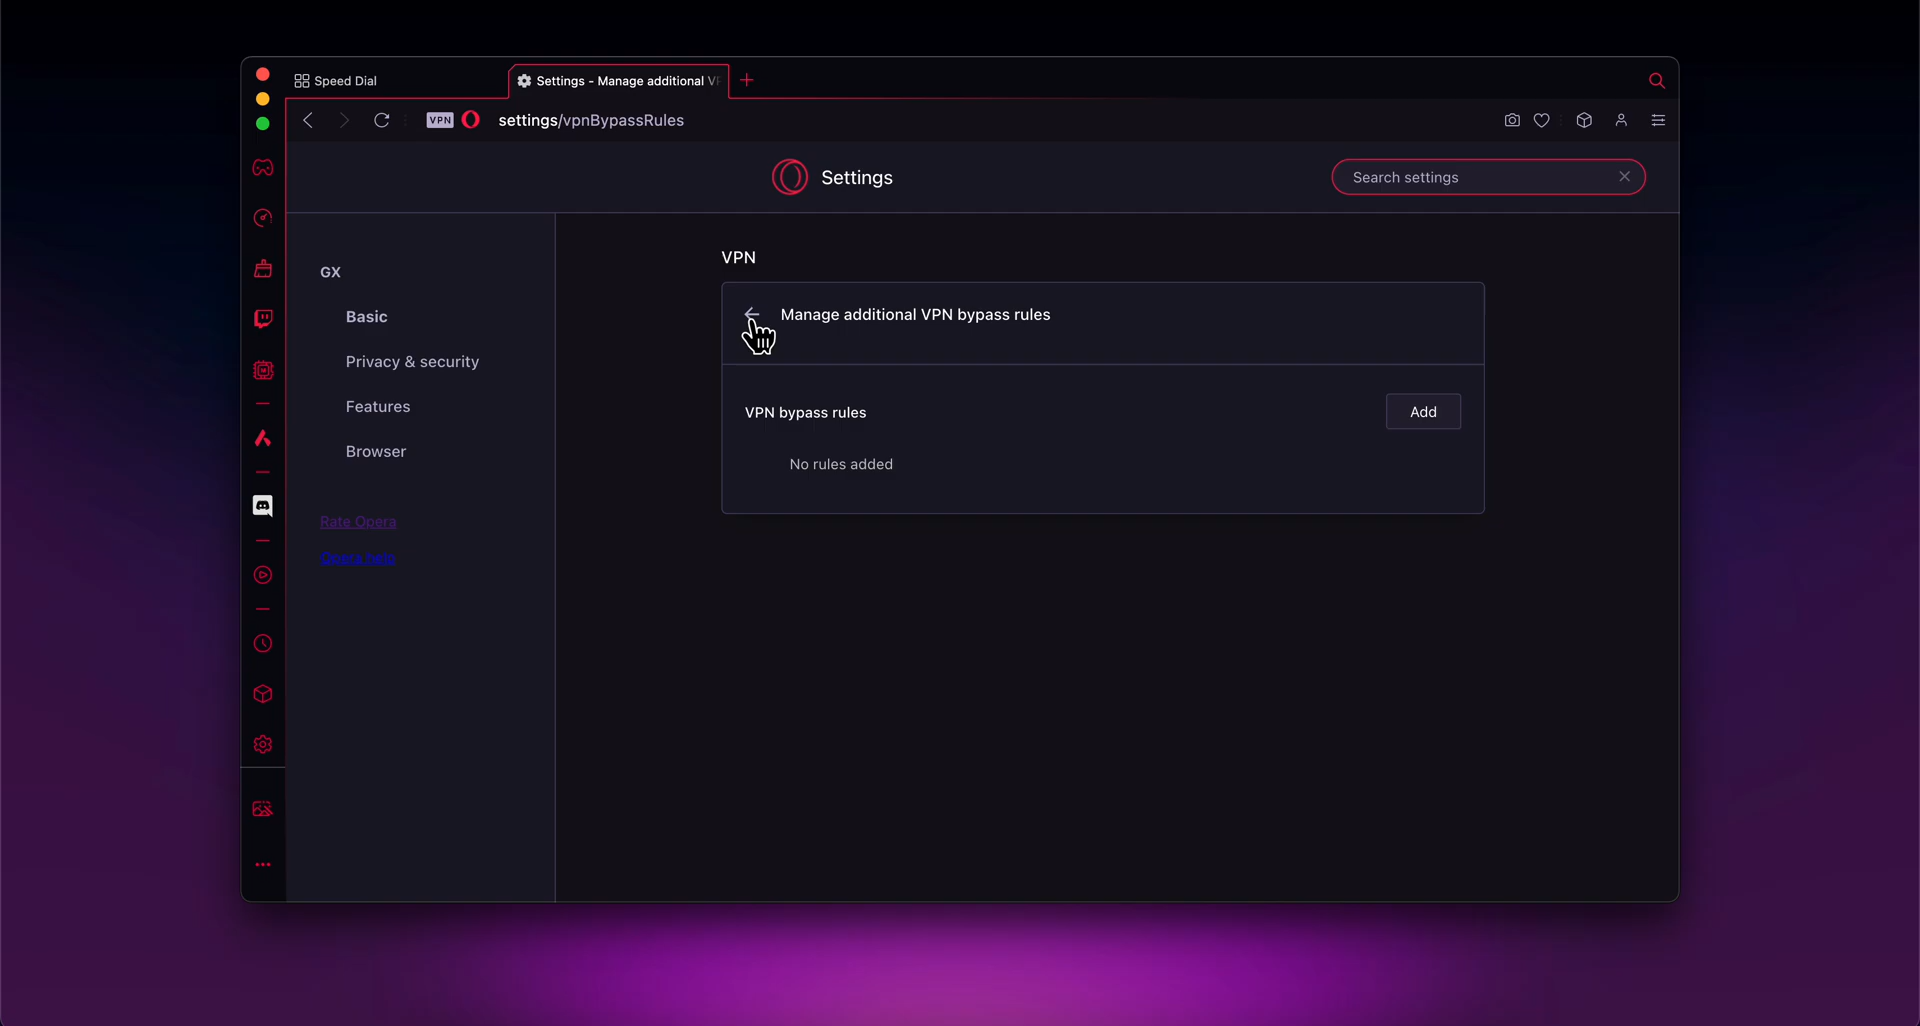 Speed Dial
Settings - Manage additional VP
VPN
settings/vpnBypassRules
Settings
Search settings
GX
Basic
Privacy & security
Features
Browser
Rate Opera
Opera help
VPN
Manage additional VPN bypass rules
VPN bypass rules
Add
No rules added